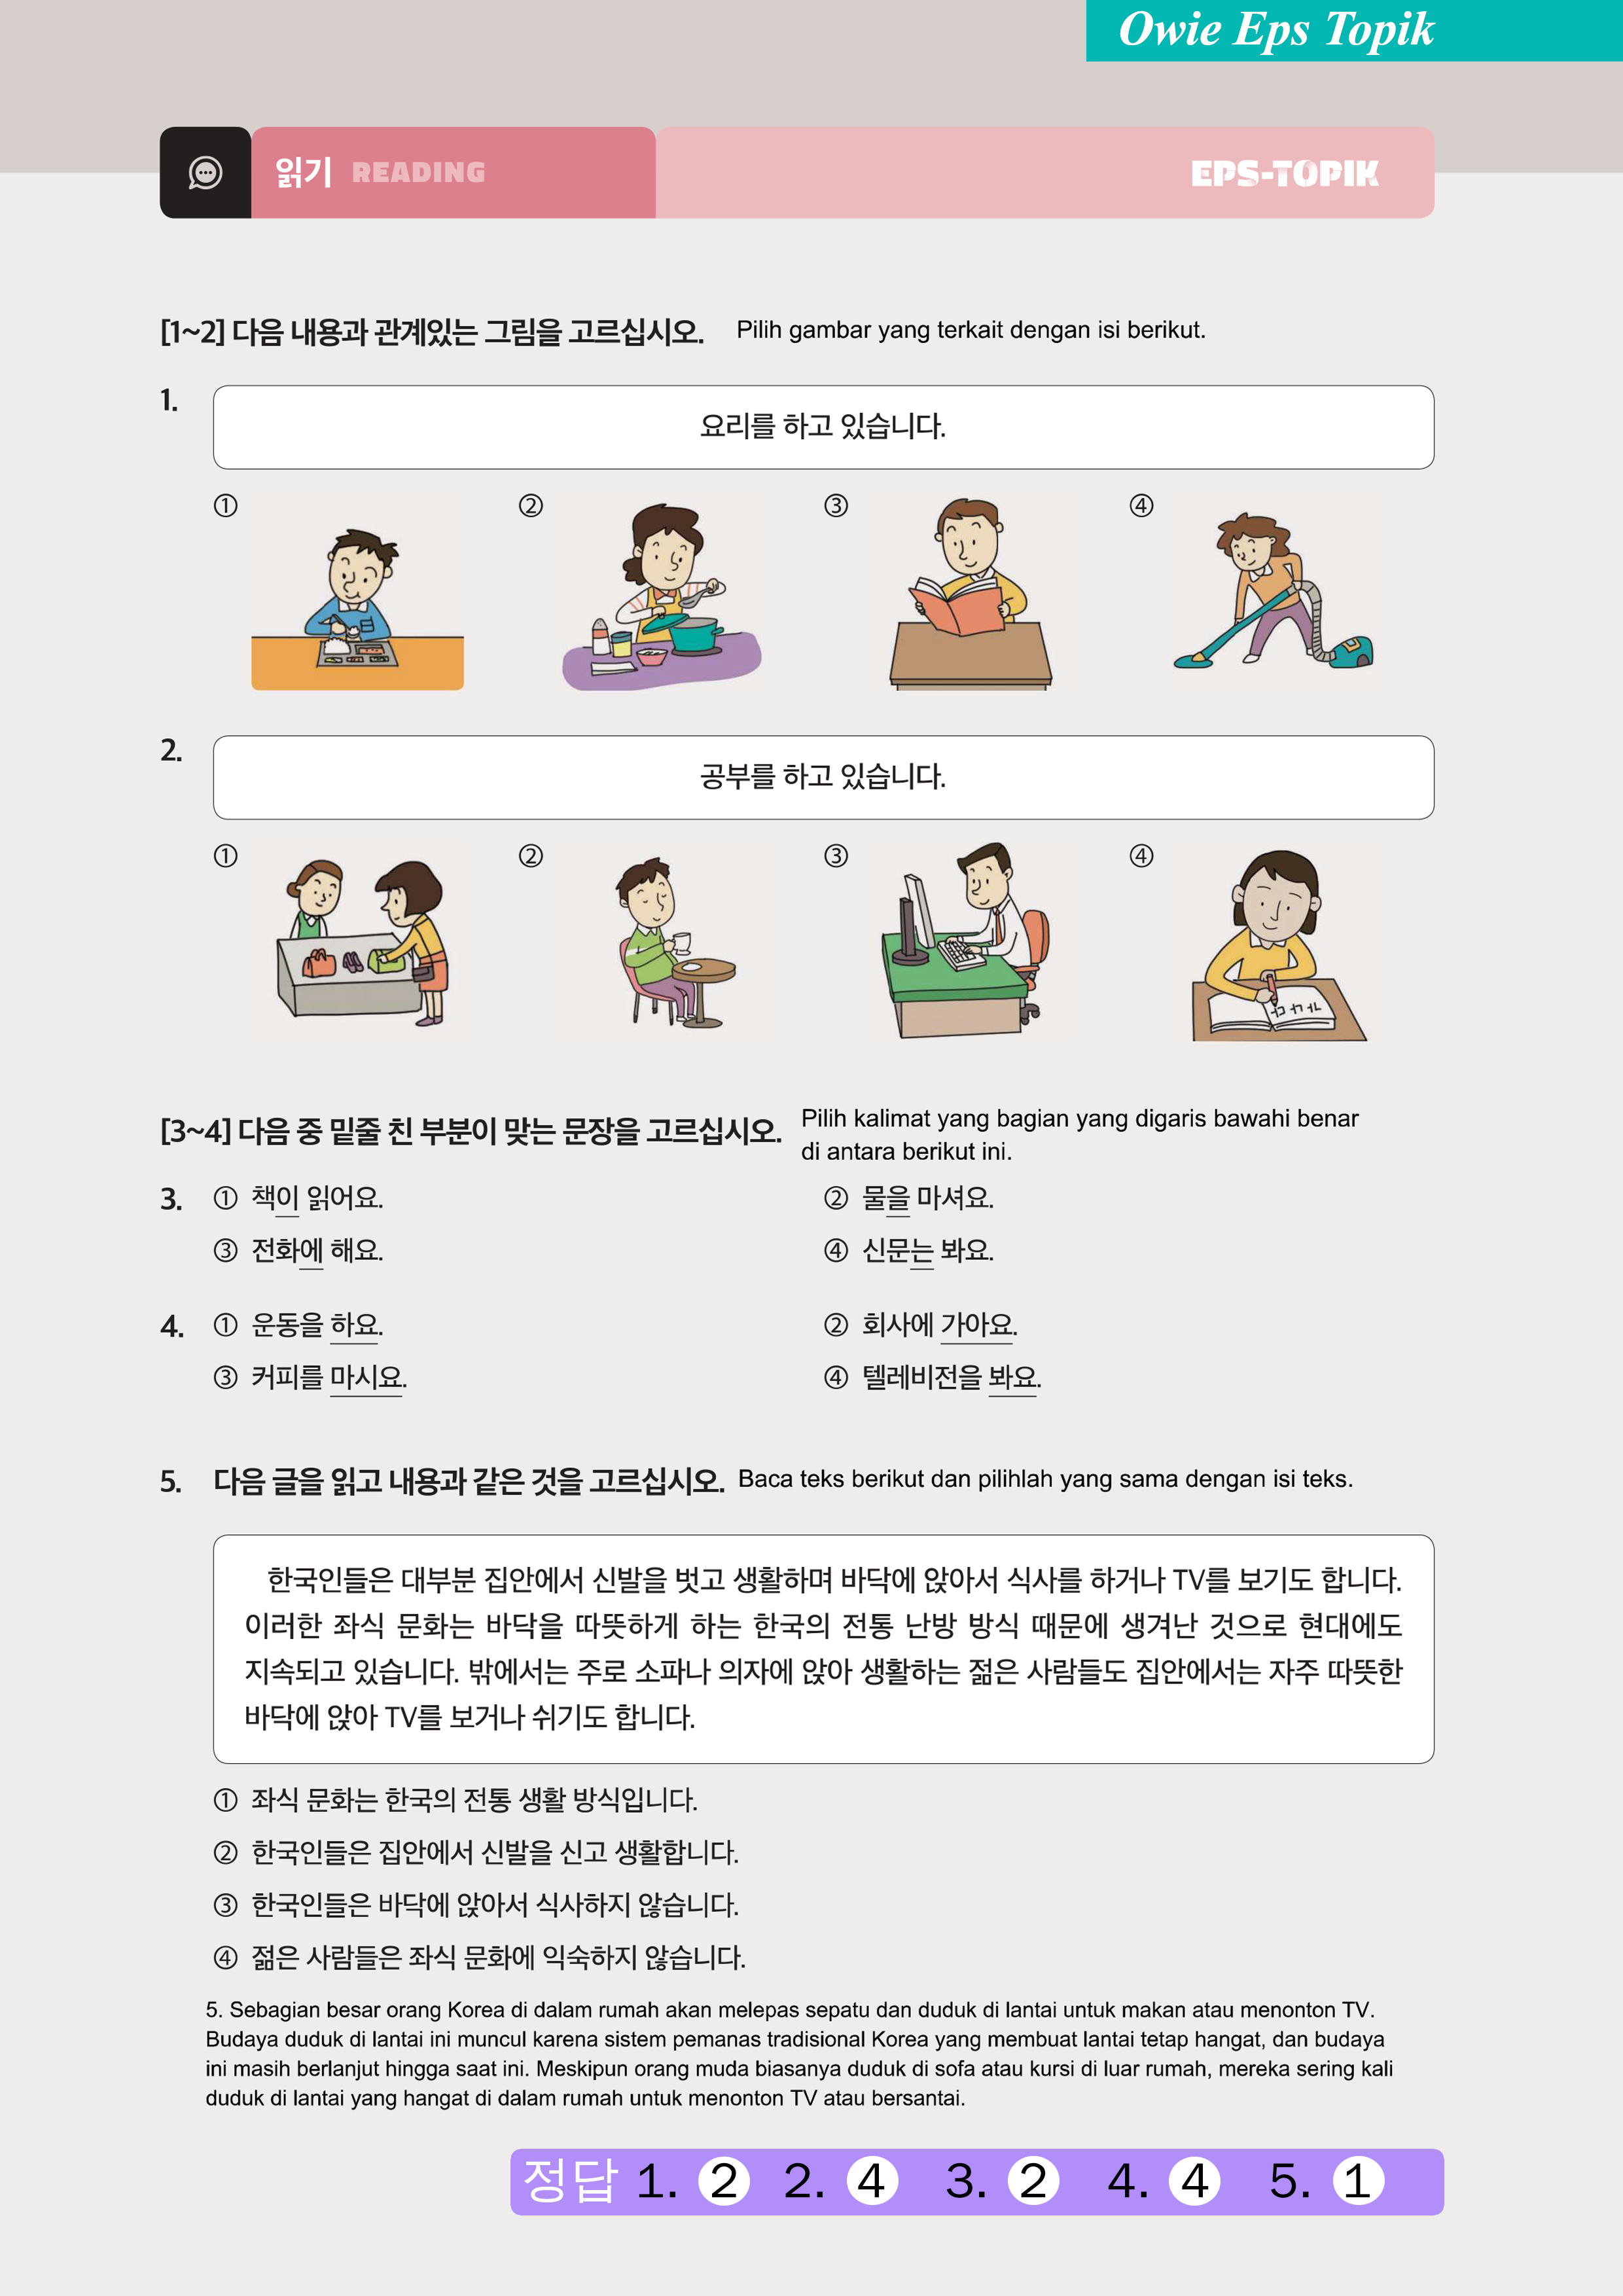 Owie Eps Topik
읽기 READING
EPS-TOPIK
[1~2] 다음 내용과 관계있는 그림을 고르십시오. Pilih gambar yang terkait dengan isi berikut.
1.
요리를 하고 있습니다.
① ② ③ ④
2.
공부를 하고 있습니다.
① ② ③ ④
[3~4] 다음 중 밑줄 친 부분이 맞는 문장을 고르십시오. Pilih kalimat yang bagian yang digaris bawahi benar
di antara berikut ini.
3. ① 책이 읽어요. ② 물을 마셔요.
③ 전화에 해요. ④ 신문는 봐요.
4. ① 운동을 하요. ② 회사에 가아요.
③ 커피를 마시요. ④ 텔레비전을 봐요.
5. 다음 글을 읽고 내용과 같은 것을 고르십시오. Baca teks berikut dan pilihlah yang sama dengan isi teks.
한국인들은 대부분 집안에서 신발을 벗고 생활하며 바닥에 앉아서 식사를 하거나 TV를 보기도 합니다.
이러한 좌식 문화는 바닥을 따뜻하게 하는 한국의 전통 난방 방식 때문에 생겨난 것으로 현대에도
지속되고 있습니다. 밖에서는 주로 소파나 의자에 앉아 생활하는 젊은 사람들도 집안에서는 자주 따뜻한
바닥에 앉아 TV를 보거나 쉬기도 합니다.
① 좌식 문화는 한국의 전통 생활 방식입니다.
② 한국인들은 집안에서 신발을 신고 생활합니다.
③ 한국인들은 바닥에 앉아서 식사하지 않습니다.
④ 젊은 사람들은 좌식 문화에 익숙하지 않습니다.
5. Sebagian besar orang Korea di dalam rumah akan melepas sepatu dan duduk di lantai untuk makan atau menonton TV.
Budaya duduk di lantai ini muncul karena sistem pemanas tradisional Korea yang membuat lantai tetap hangat, dan budaya
ini masih berlanjut hingga saat ini. Meskipun orang muda biasanya duduk di sofa atau kursi di luar rumah, mereka sering kali
duduk di lantai yang hangat di dalam rumah untuk menonton TV atau bersantai.
정답 1. 2 2. 4 3. 2 4. 4 5. 1